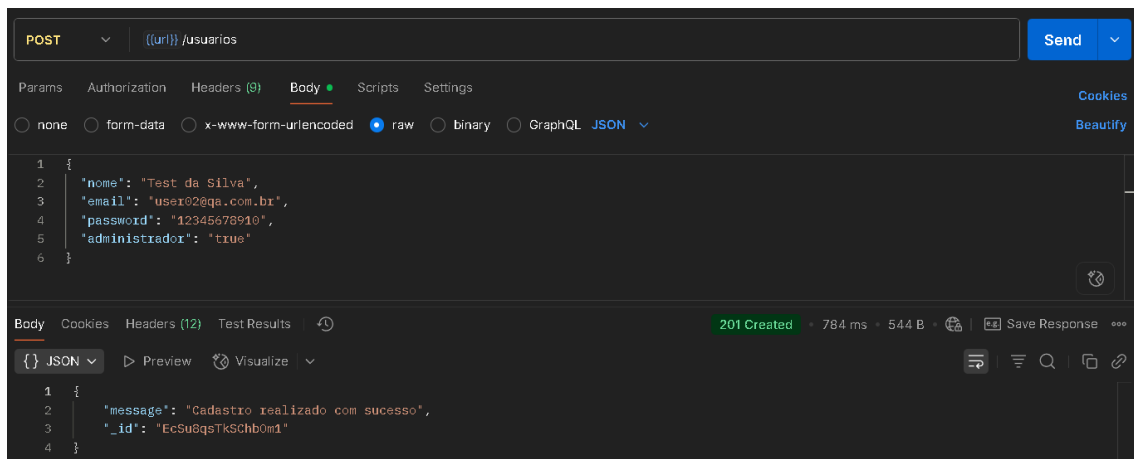 POST {{url}} /usuarios Send
Params Authorization Headers (9) Body Scripts Settings Cookies
none form-data x-www-form-urlencoded raw binary GraphQL JSON Beautify
1 {
2 "nome": "Test da Silva",
3 "email": "user02@qa.com.br",
4 "password": "12345678910",
5 "administrador": "true"
6 }
Body Cookies Headers (12) Test Results 201 Created • 784 ms • 544 B • e.g. Save Response
{} JSON Preview Visualize
1 {
2 "message": "Cadastro realizado com sucesso",
3 "_id": "EcSu8qsTkSChb0m1"
4 }